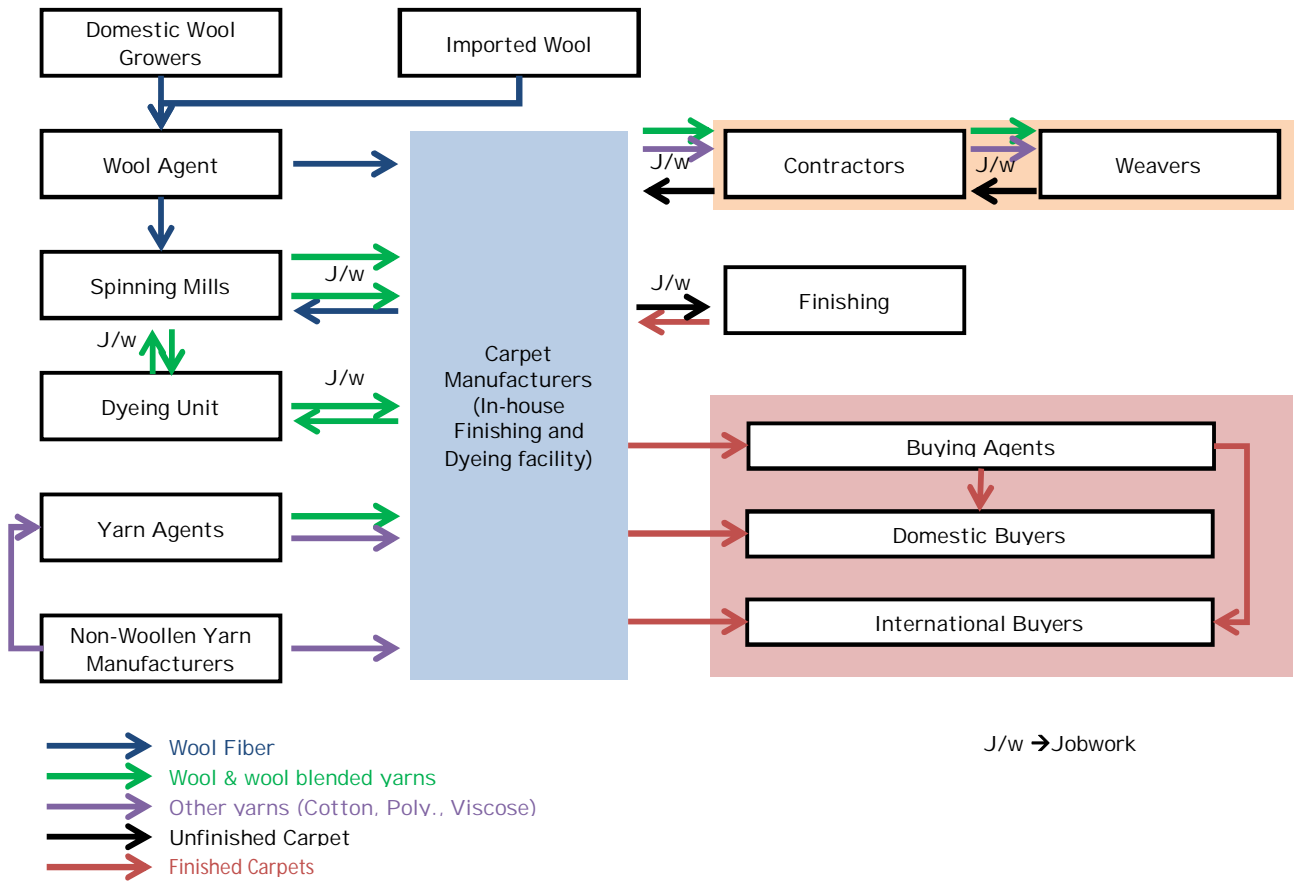 Domestic Wool
Growers
Imported Wool
Wool Agent
J/w
Contractors
J/w
Weavers
Spinning Mills
J/w
J/w
Finishing
J/w
Dyeing Unit
J/w
Carpet
Manufacturers
(In-house
Finishing and
Dyeing facility)
Buying Agents
Yarn Agents
Domestic Buyers
Non-Woollen Yarn
Manufacturers
International Buyers
Wool Fiber
Wool & wool blended yarns
Other yarns (Cotton, Poly., Viscose)
Unfinished Carpet
Finished Carpets
J/w →Jobwork